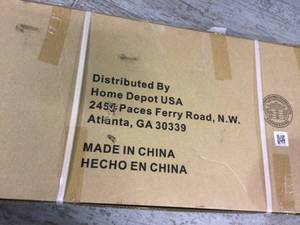 Distributed By
Home Depot USA
2455 Paces Ferry Road, N.W.
Atlanta, GA 30339
MADE IN CHINA
HECHO EN CHINA